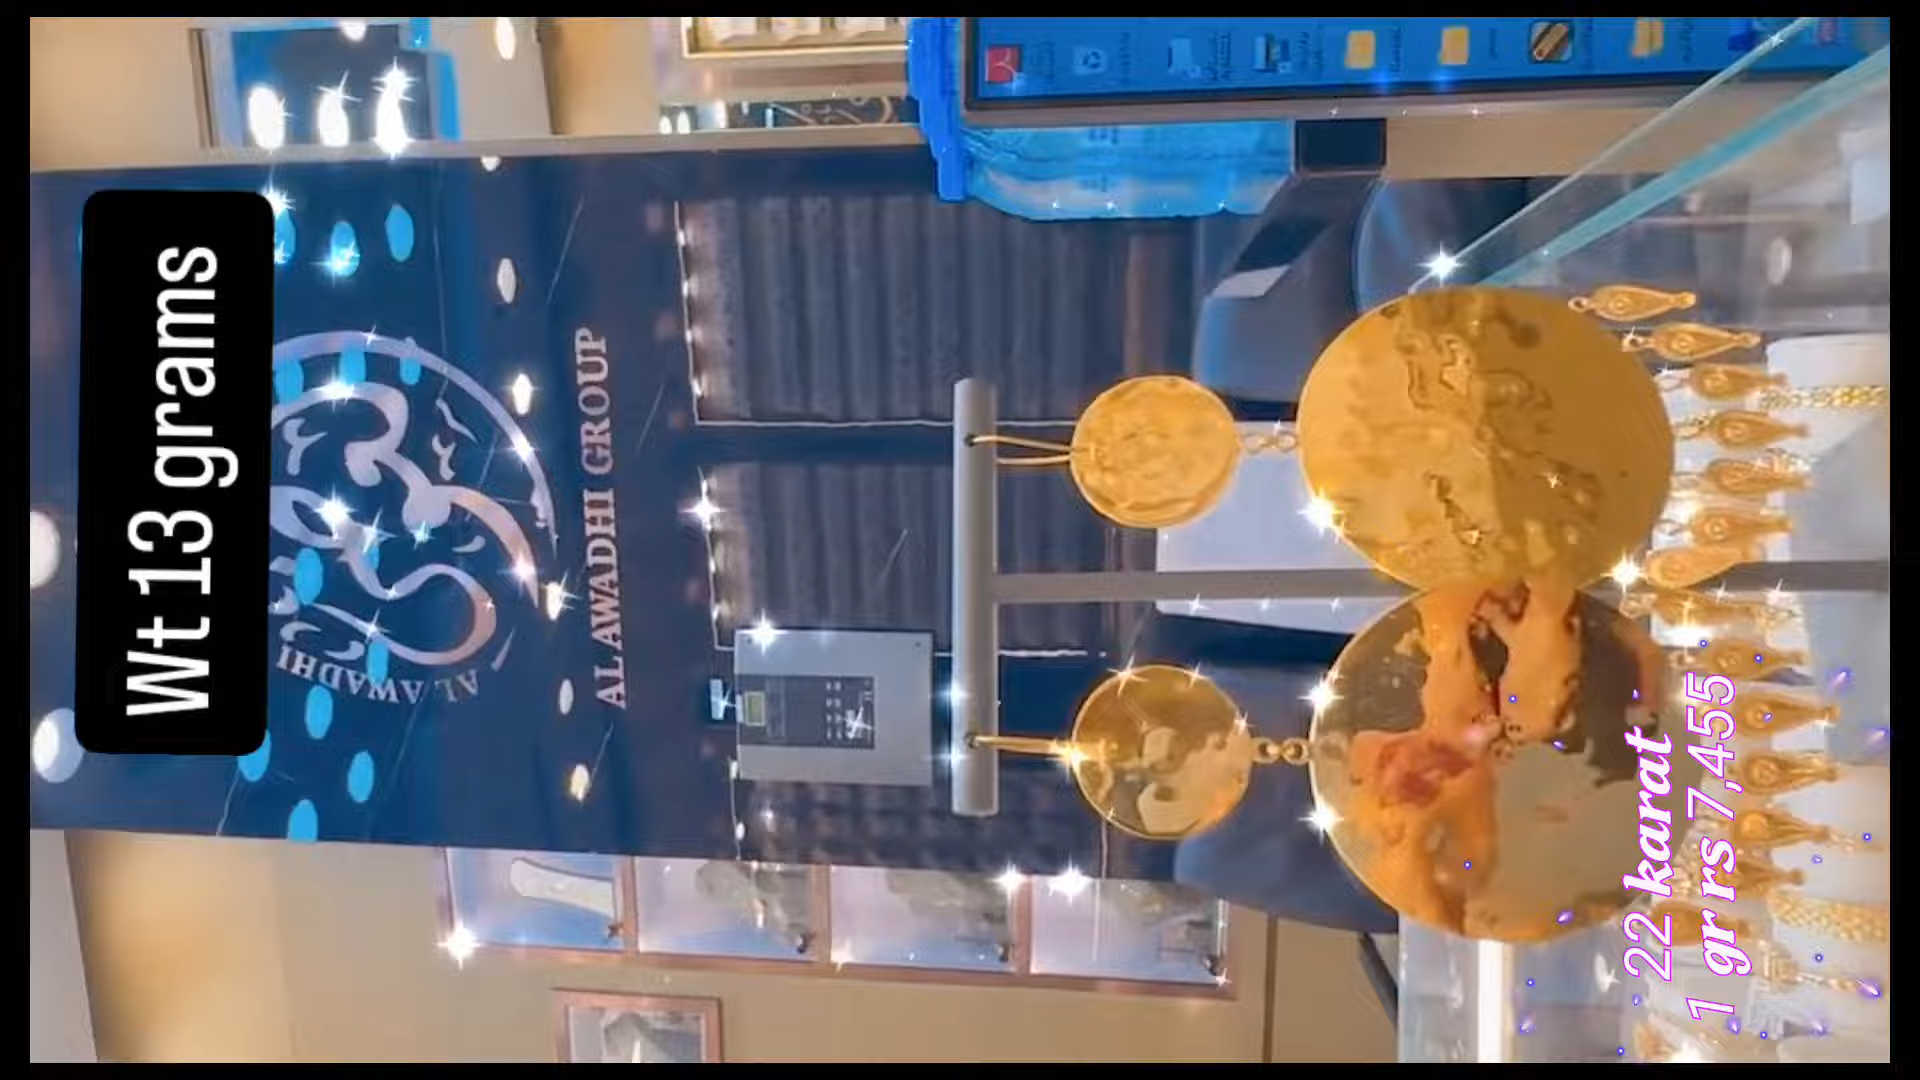 Wt 13 grams
AL AWADHI
AL AWADHI GROUP
22 karat
1 gr rs 7,455